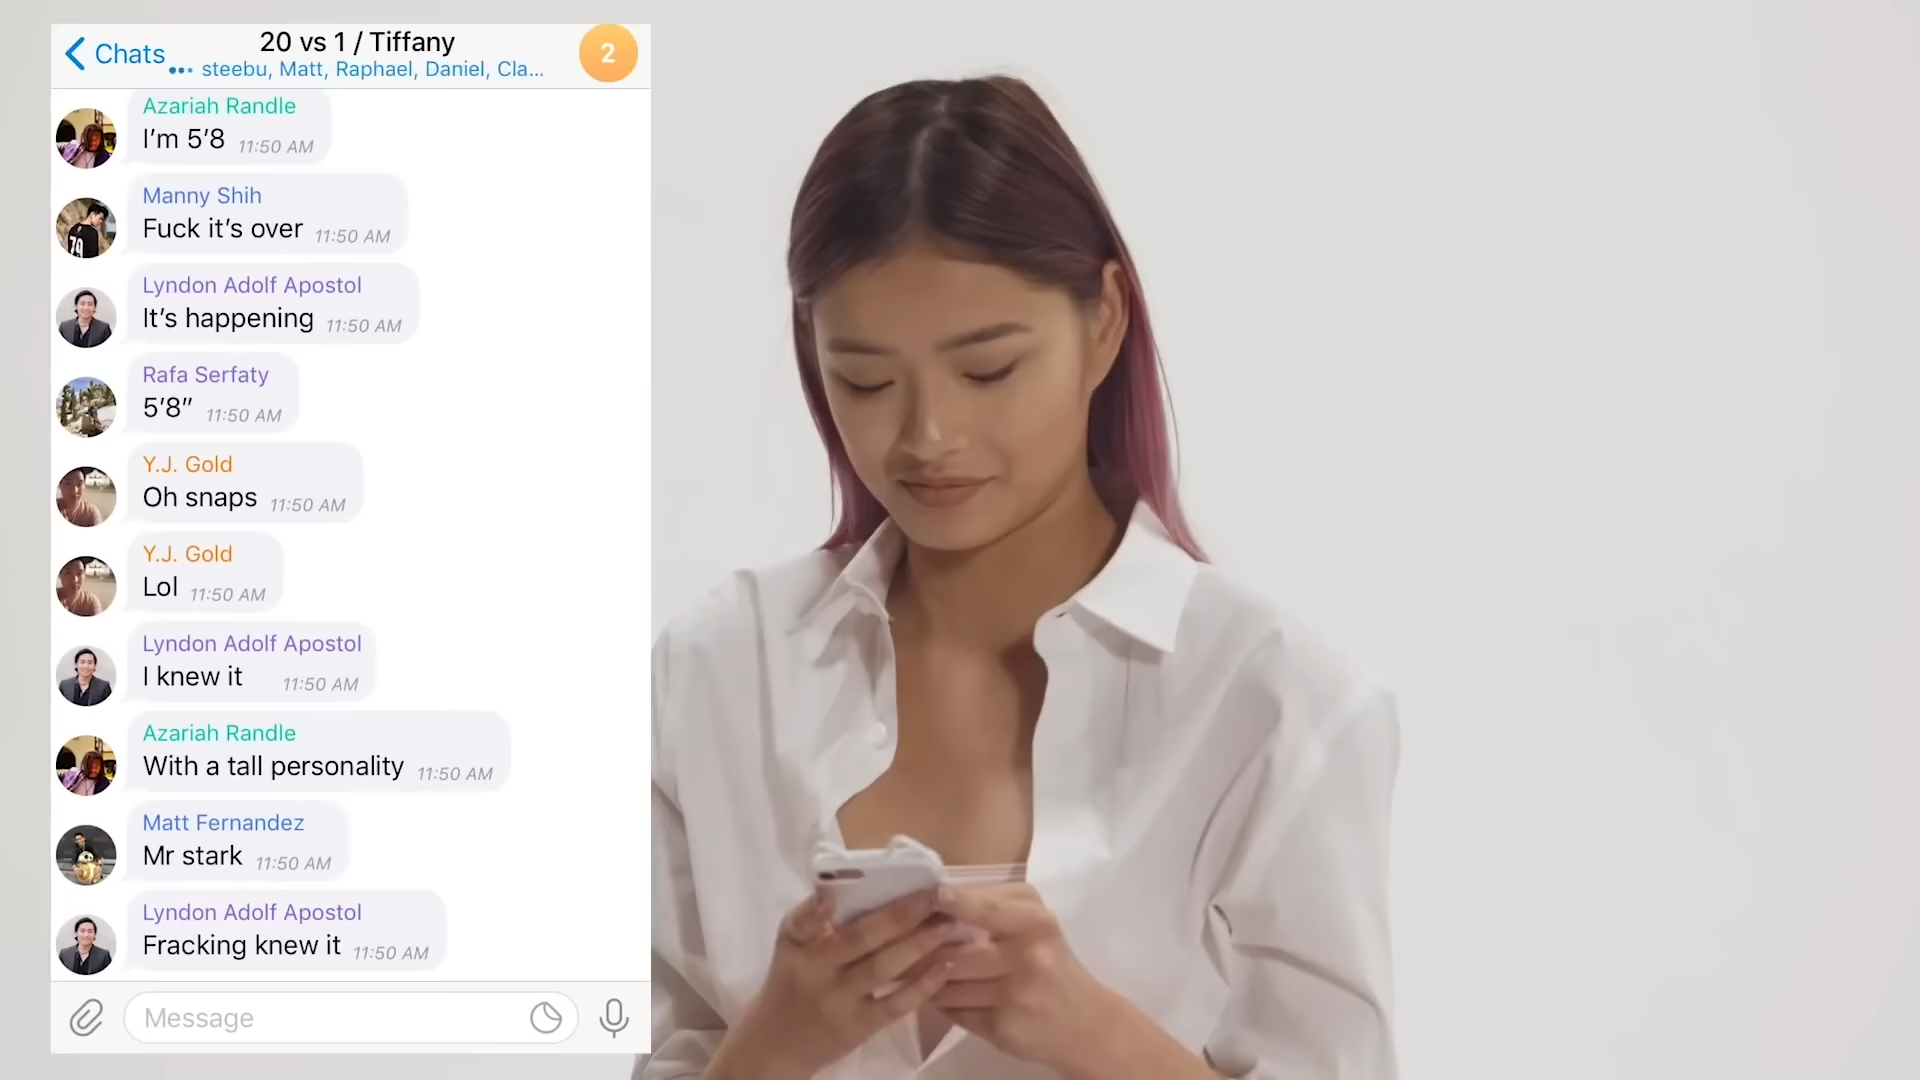 Chats
20 vs 1 / Tiffany
steebu, Matt, Raphael, Daniel, Cla...
2
Azariah Randle
I’m 5’8 11:50 AM
Manny Shih
Fuck it’s over 11:50 AM
Lyndon Adolf Apostol
It’s happening 11:50 AM
Rafa Serfaty
5’8” 11:50 AM
Y.J. Gold
Oh snaps 11:50 AM
Y.J. Gold
Lol 11:50 AM
Lyndon Adolf Apostol
I knew it 11:50 AM
Azariah Randle
With a tall personality 11:50 AM
Matt Fernandez
Mr stark 11:50 AM
Lyndon Adolf Apostol
Fracking knew it 11:50 AM
Message